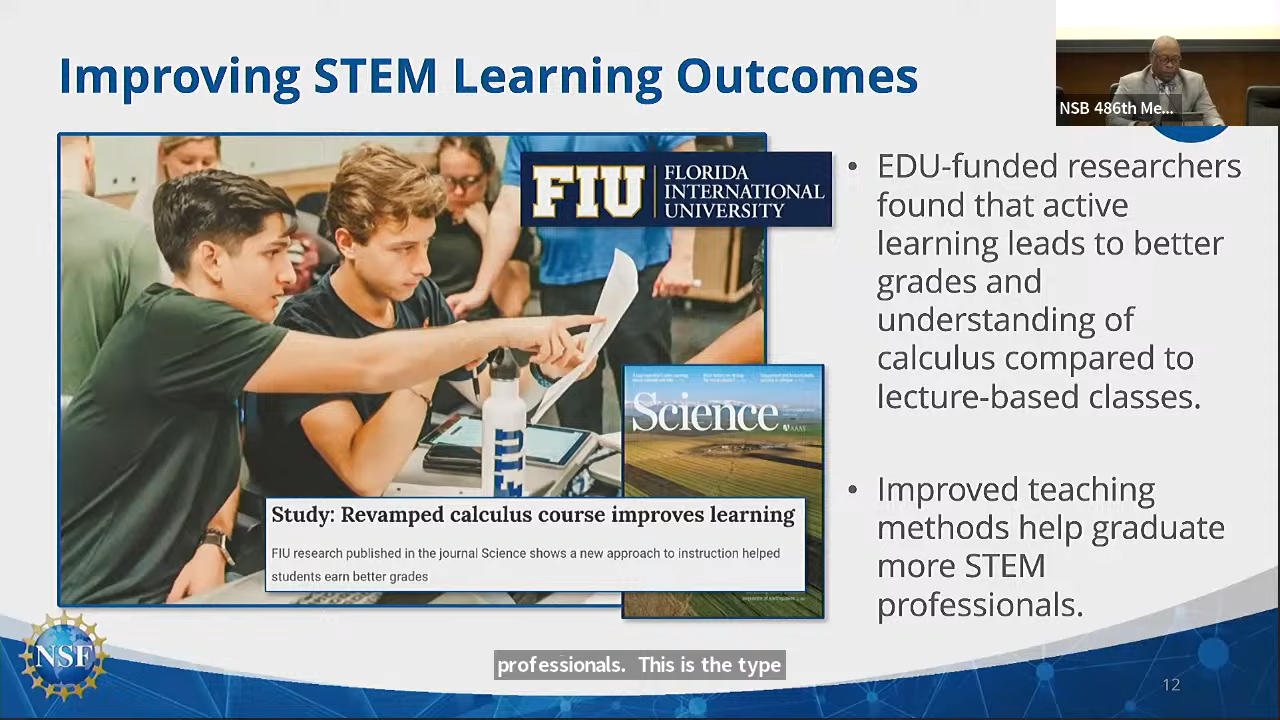 Improving STEM Learning Outcomes
NSB 486th Me...
FIU
FLORIDA
INTERNATIONAL
UNIVERSITY
• EDU-funded researchers
found that active
learning leads to better
grades and
understanding of
calculus compared to
lecture-based classes.
• Improved teaching
methods help graduate
more STEM
professionals.
Science
AAAS
FIU
Study: Revamped calculus course improves learning
FIU research published in the journal Science shows a new approach to instruction helped
students earn better grades
NSF
professionals. This is the type
12